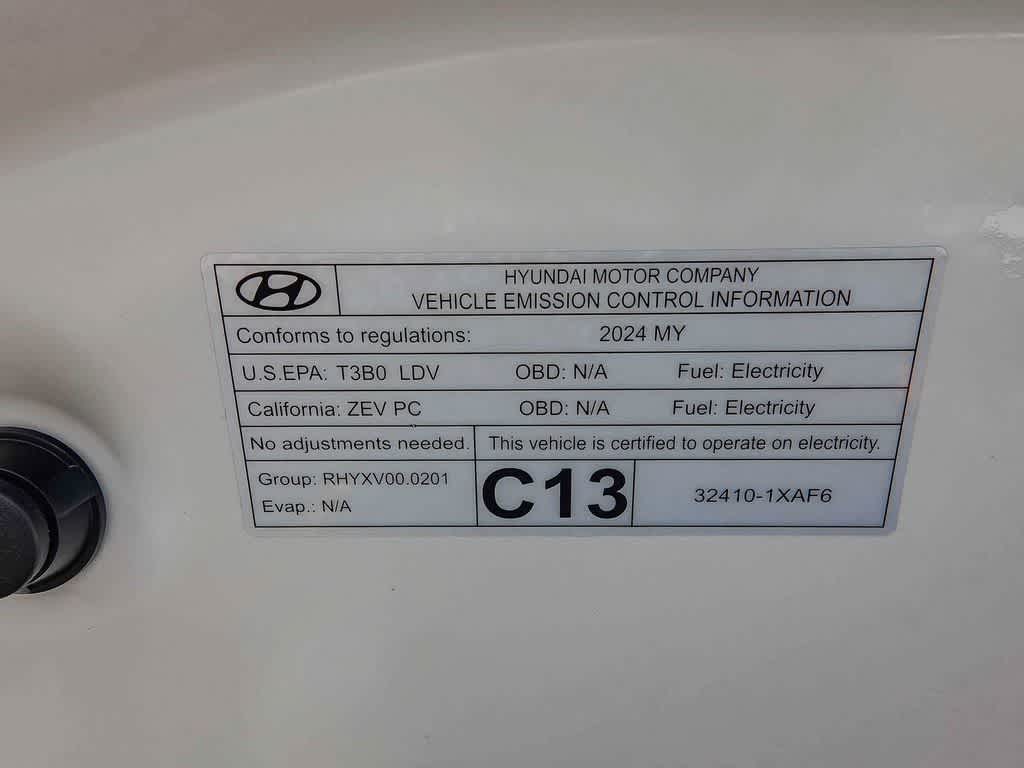 HYUNDAI MOTOR COMPANY
VEHICLE EMISSION CONTROL INFORMATION
Conforms to regulations: 2024 MY
U.S.EPA: T3B0 LDV OBD: N/A Fuel: Electricity
California: ZEV PC OBD: N/A Fuel: Electricity
No adjustments needed. This vehicle is certified to operate on electricity.
Group: RHYXV00.0201
Evap.: N/A
C13
32410-1XAF6